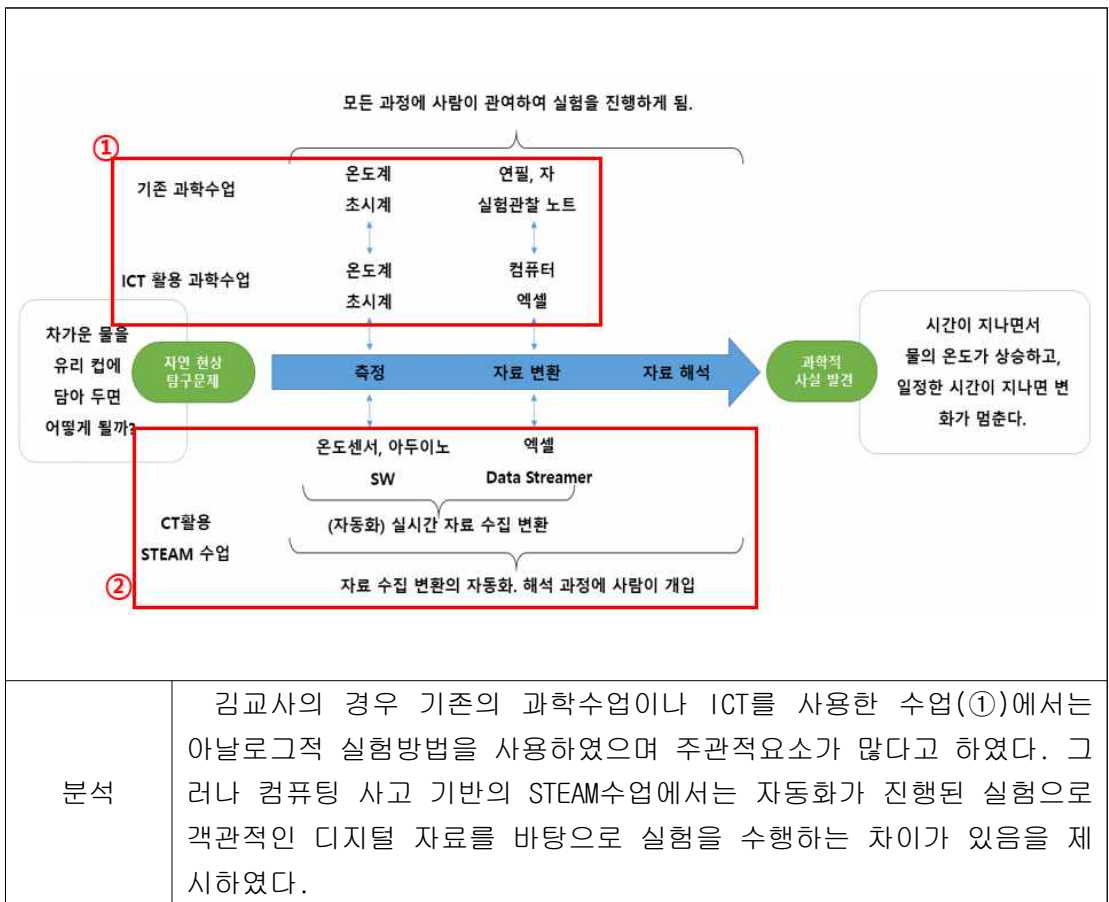 모든 과정에 사람이 관여하여 실험을 진행하게 됨.
①
기존 과학수업
온도계
초시계
연필, 자
실험관찰 노트
ICT 활용 과학수업
온도계
초시계
컴퓨터
엑셀
차가운 물을
유리 컵에
담아 두면
어떻게 될까?
자연 현상
탐구문제
측정
자료 변환
자료 해석
과학적
사실 발견
시간이 지나면서
물의 온도가 상승하고,
일정한 시간이 지나면 변
화가 멈춘다.
온도센서, 아두이노
SW
엑셀
Data Streamer
CT활용
STEAM 수업
(자동화) 실시간 자료 수집 변환
②
자료 수집 변환의 자동화. 해석 과정에 사람이 개입
분석
김교사의 경우 기존의 과학수업이나 ICT를 사용한 수업(①)에서는
아날로그적 실험방법을 사용하였으며 주관적요소가 많다고 하였다. 그
러나 컴퓨팅 사고 기반의 STEAM수업에서는 자동화가 진행된 실험으로
객관적인 디지털 자료를 바탕으로 실험을 수행하는 차이가 있음을 제
시하였다.